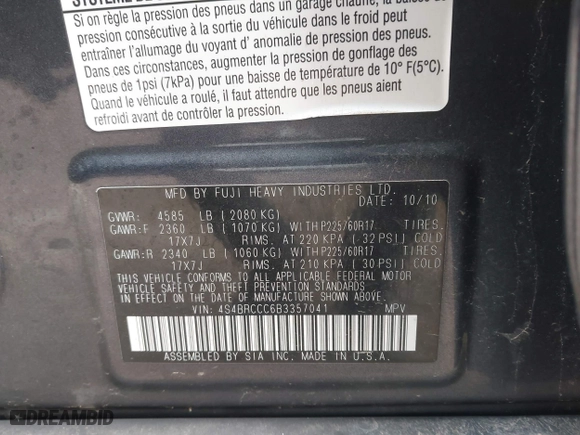 Si on règle la pression des pneus dans un garage chauffé, la baisse de
pression consécutive à la sortie du véhicule dans le froid peut
entraîner l'allumage du voyant d' anomalie de pression des pneus.
Dans ces circonstances, augmenter la pression de gonflage des
pneus de 1psi (7kPa) pour une baisse de température de 10° F(5°C).
Quand le véhicule a roulé, il faut attendre que les pneus aient
refroidi avant de contrôler la pression.
MFD BY FUJI HEAVY INDUSTRIES LTD.
DATE: 10/10
GVWR: 4585 LB ( 2080 KG)
GAWR:F 2360 LB ( 1070 KG) WITH P225/60R17 TIRES,
17X7J RIMS, AT 220 KPA ( 32 PSI) COLD
GAWR:R 2340 LB ( 1060 KG) WITH P225/60R17 TIRES,
17X7J RIMS, AT 210 KPA ( 30 PSI) COLD
THIS VEHICLE CONFORMS TO ALL APPLICABLE FEDERAL MOTOR
VEHICLE SAFETY AND THEFT PREVENTION STANDARDS
IN EFFECT ON THE DATE OF MANUFACTURE SHOWN ABOVE.
VIN: 4S4BRCCC6B3357041 MPV
ASSEMBLED BY SIA INC. MADE IN U.S.A.
DREAMBID